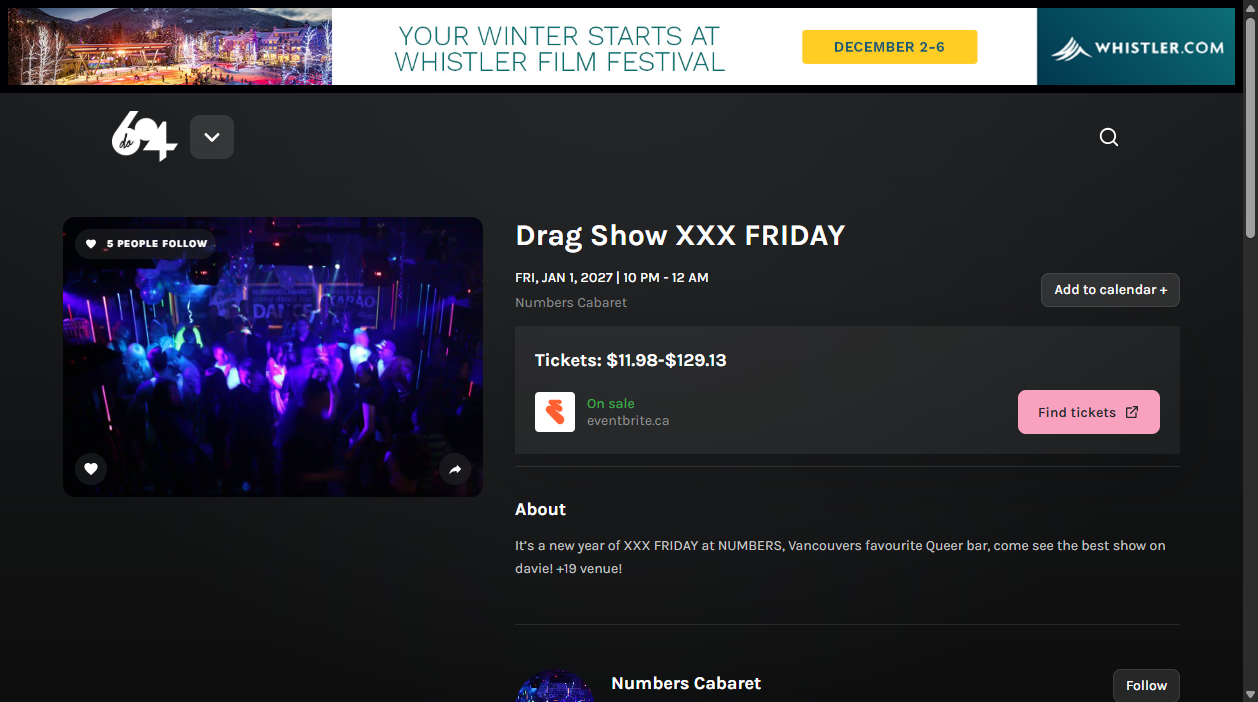 YOUR WINTER STARTS AT
WHISTLER FILM FESTIVAL
DECEMBER 2-6
WHISTLER.COM
do604
5 PEOPLE FOLLOW
Drag Show XXX FRIDAY
FRI, JAN 1, 2027 | 10 PM - 12 AM
Numbers Cabaret
Add to calendar +
Tickets: $11.98-$129.13
On sale
eventbrite.ca
Find tickets
About
It's a new year of XXX FRIDAY at NUMBERS, Vancouvers favourite Queer bar, come see the best show on
davie! +19 venue!
Numbers Cabaret
Follow